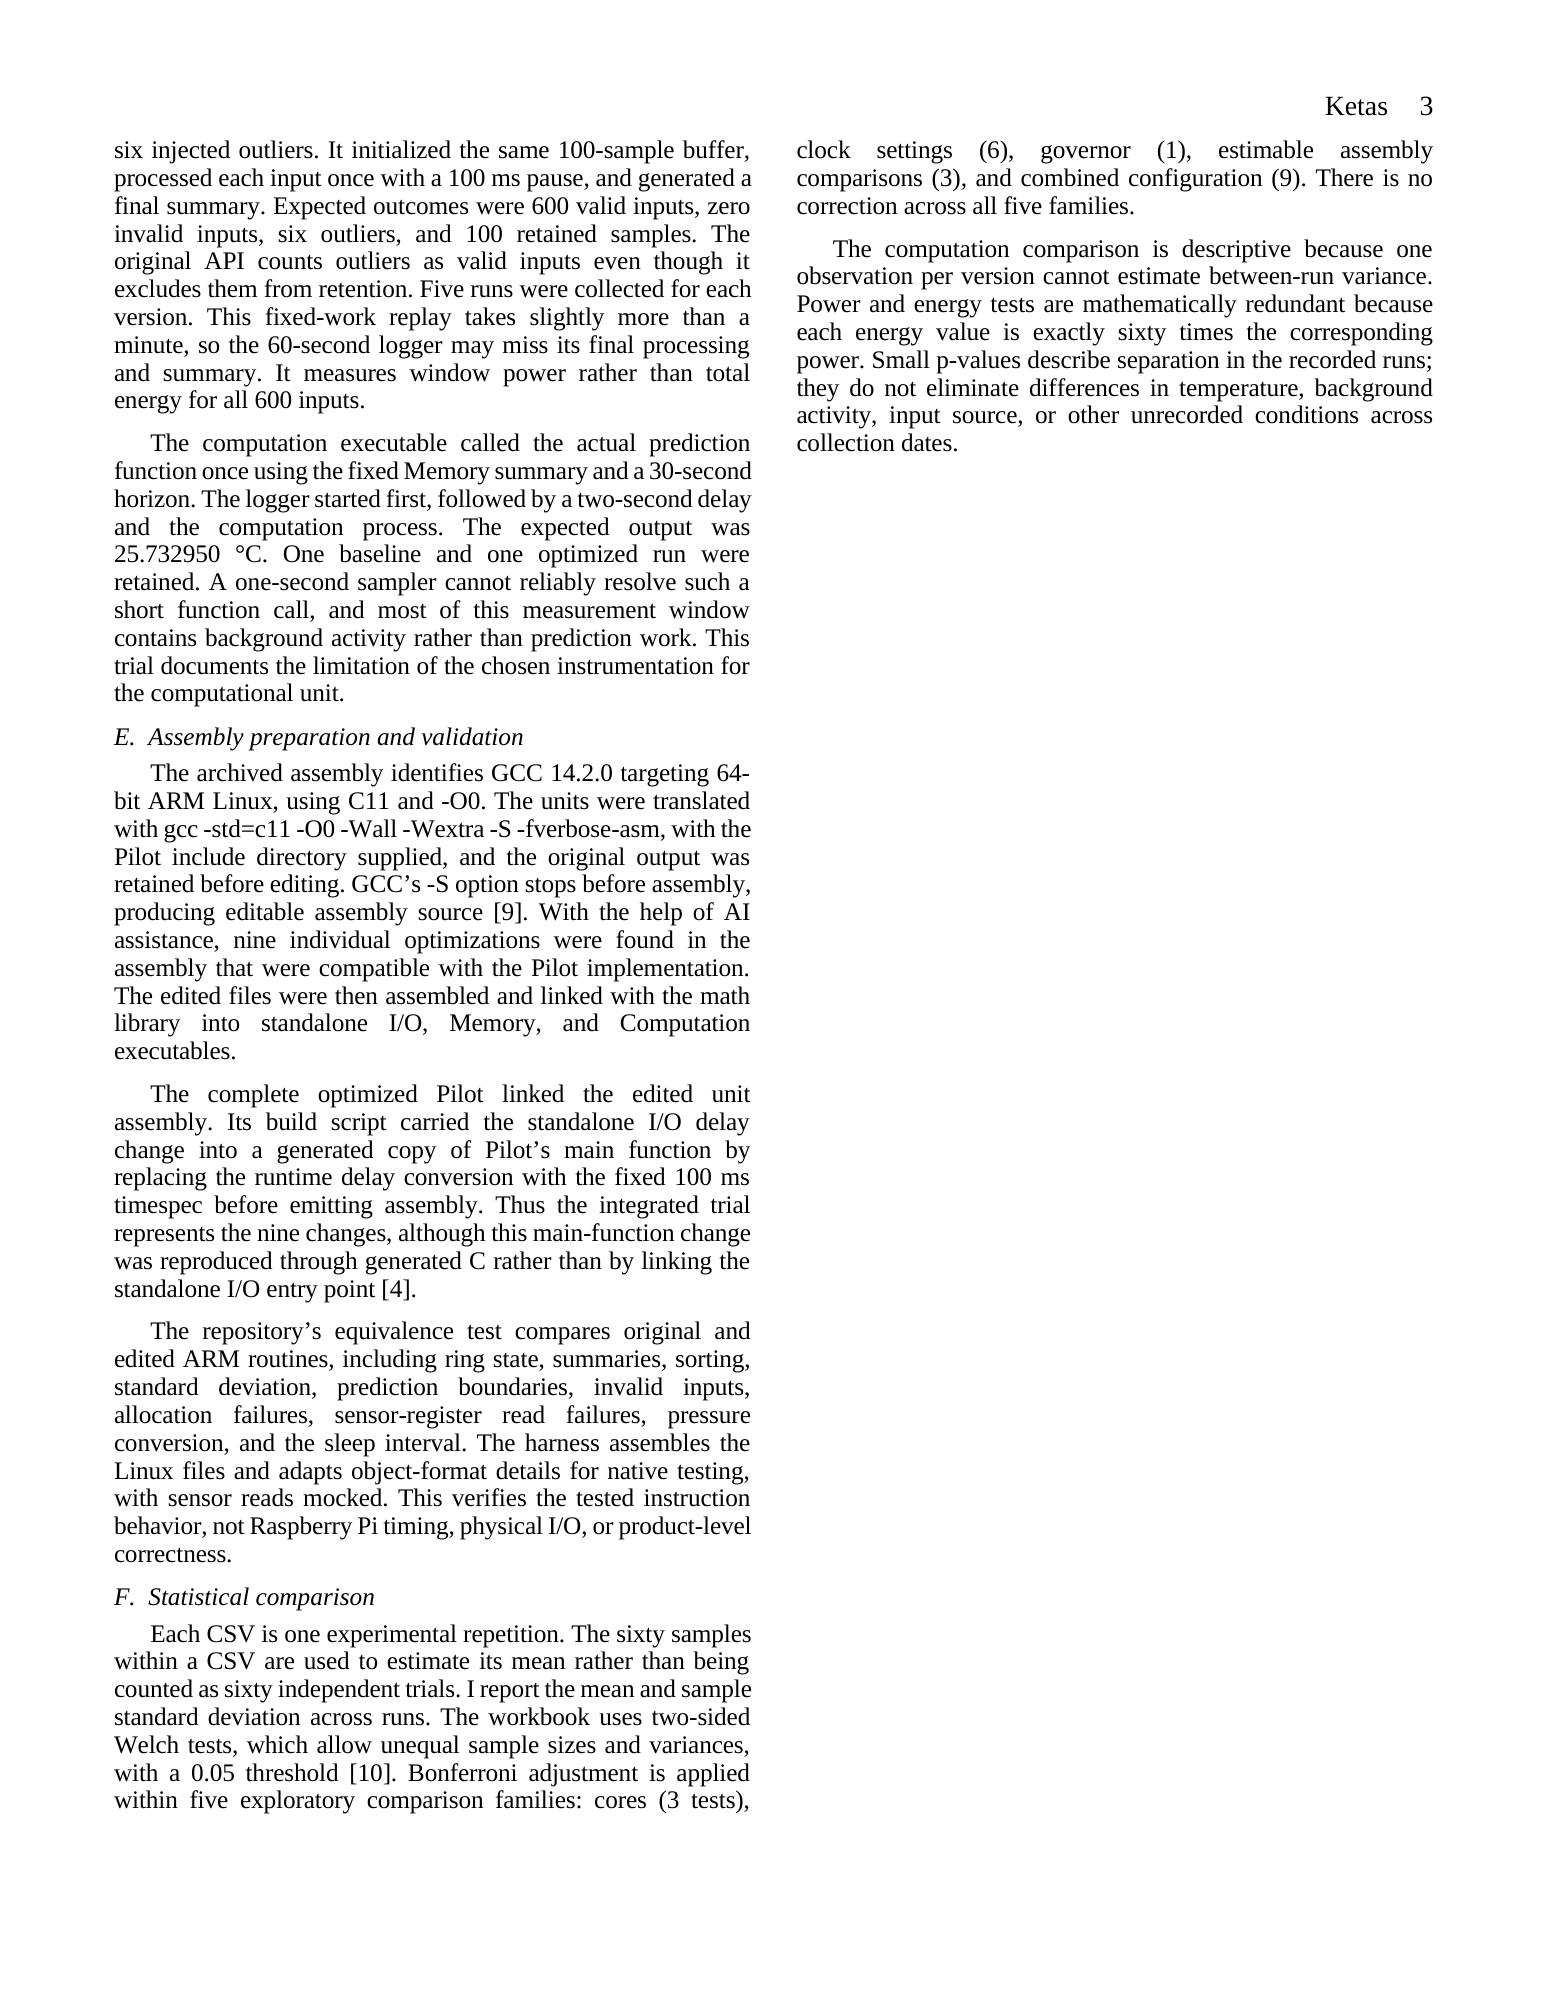 Ketas 3
six injected outliers. It initialized the same 100-sample buffer,
processed each input once with a 100 ms pause, and generated a
final summary. Expected outcomes were 600 valid inputs, zero
invalid inputs, six outliers, and 100 retained samples. The
original API counts outliers as valid inputs even though it
excludes them from retention. Five runs were collected for each
version. This fixed-work replay takes slightly more than a
minute, so the 60-second logger may miss its final processing
and summary. It measures window power rather than total
energy for all 600 inputs.
The computation executable called the actual prediction
function once using the fixed Memory summary and a 30-second
horizon. The logger started first, followed by a two-second delay
and the computation process. The expected output was
25.732950 °C. One baseline and one optimized run were
retained. A one-second sampler cannot reliably resolve such a
short function call, and most of this measurement window
contains background activity rather than prediction work. This
trial documents the limitation of the chosen instrumentation for
the computational unit.
E. Assembly preparation and validation
The archived assembly identifies GCC 14.2.0 targeting 64-
bit ARM Linux, using C11 and -O0. The units were translated
with gcc -std=c11 -O0 -Wall -Wextra -S -fverbose-asm, with the
Pilot include directory supplied, and the original output was
retained before editing. GCC’s -S option stops before assembly,
producing editable assembly source [9]. With the help of AI
assistance, nine individual optimizations were found in the
assembly that were compatible with the Pilot implementation.
The edited files were then assembled and linked with the math
library into standalone I/O, Memory, and Computation
executables.
The complete optimized Pilot linked the edited unit
assembly. Its build script carried the standalone I/O delay
change into a generated copy of Pilot’s main function by
replacing the runtime delay conversion with the fixed 100 ms
timespec before emitting assembly. Thus the integrated trial
represents the nine changes, although this main-function change
was reproduced through generated C rather than by linking the
standalone I/O entry point [4].
The repository’s equivalence test compares original and
edited ARM routines, including ring state, summaries, sorting,
standard deviation, prediction boundaries, invalid inputs,
allocation failures, sensor-register read failures, pressure
conversion, and the sleep interval. The harness assembles the
Linux files and adapts object-format details for native testing,
with sensor reads mocked. This verifies the tested instruction
behavior, not Raspberry Pi timing, physical I/O, or product-level
correctness.
F. Statistical comparison
Each CSV is one experimental repetition. The sixty samples
within a CSV are used to estimate its mean rather than being
counted as sixty independent trials. I report the mean and sample
standard deviation across runs. The workbook uses two-sided
Welch tests, which allow unequal sample sizes and variances,
with a 0.05 threshold [10]. Bonferroni adjustment is applied
within five exploratory comparison families: cores (3 tests),
clock settings (6), governor (1), estimable assembly
comparisons (3), and combined configuration (9). There is no
correction across all five families.
The computation comparison is descriptive because one
observation per version cannot estimate between-run variance.
Power and energy tests are mathematically redundant because
each energy value is exactly sixty times the corresponding
power. Small p-values describe separation in the recorded runs;
they do not eliminate differences in temperature, background
activity, input source, or other unrecorded conditions across
collection dates.